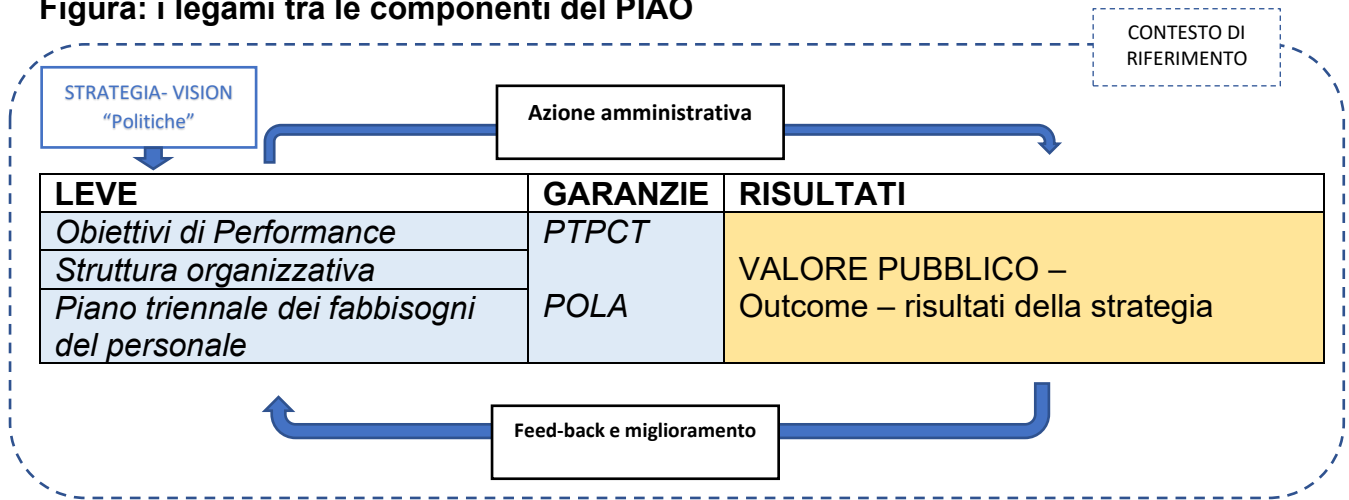 Figura: i legami tra le componenti del PIAO
CONTESTO DI
RIFERIMENTO
STRATEGIA- VISION
“Politiche”
Azione amministrativa
LEVE
GARANZIE
RISULTATI
Obiettivi di Performance
PTPCT
Struttura organizzativa
Piano triennale dei fabbisogni
del personale
POLA
VALORE PUBBLICO –
Outcome – risultati della strategia
Feed-back e miglioramento